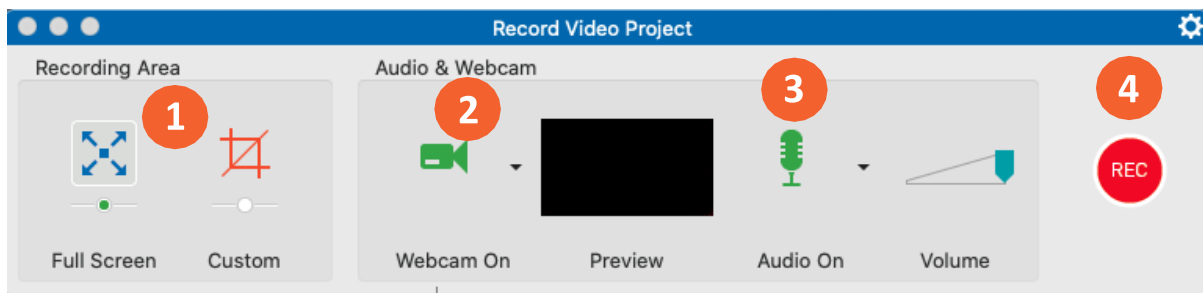 Record Video Project
Recording Area
Audio & Webcam
1
2
3
4
REC
Full Screen
Custom
Webcam On
Preview
Audio On
Volume